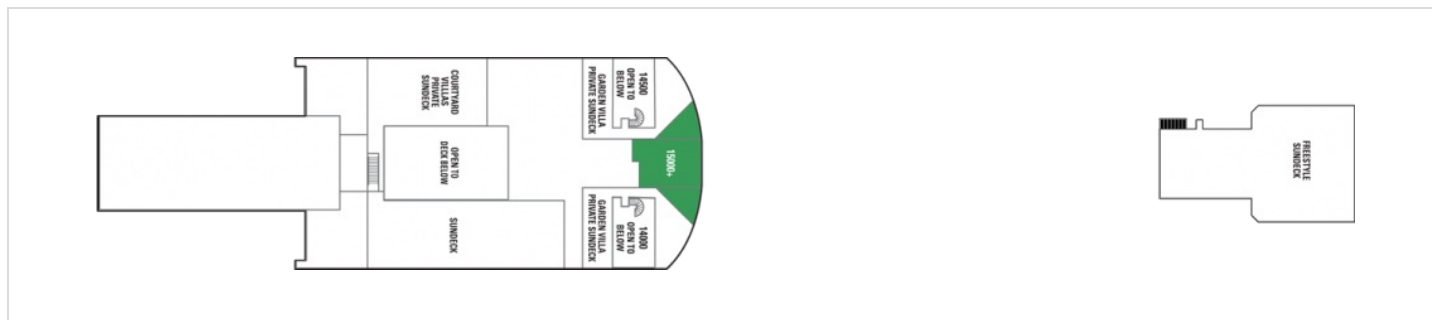 COURTYARD
VILLLAS
PRIVATE
SUNDECK
GARDEN VILLA
PRIVATE SUNDECK
14500
OPEN TO
BELOW
OPEN TO
DECK BELOW
15000+
SUNDECK
GARDEN VILLA
PRIVATE SUNDECK
14000
OPEN TO
BELOW
FREESTYLE
SUNDECK